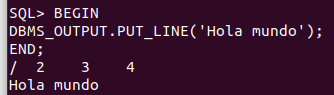 SQL> BEGIN
DBMS_OUTPUT.PUT_LINE('Hola mundo');
END;
/  2    3    4
Hola mundo